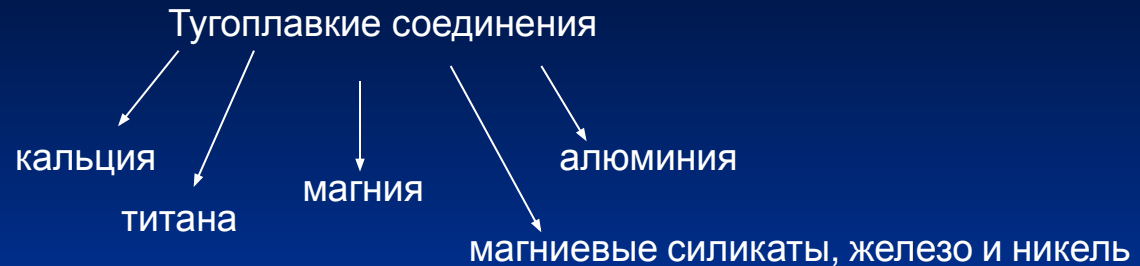 Тугоплавкие соединения
кальция
алюминия
магния
титана
магниевые силикаты, железо и никель